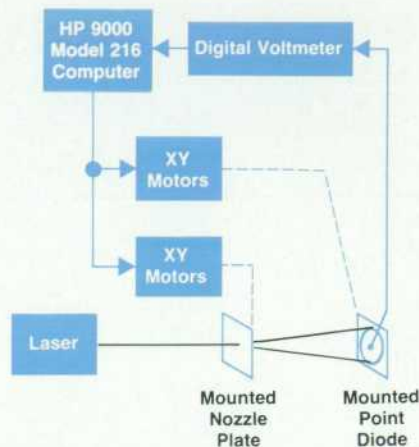 HP 9000
Model 216
Computer
Digital Voltmeter
XY
Motors
XY
Motors
Laser
Mounted
Nozzle
Plate
Mounted
Point
Diode